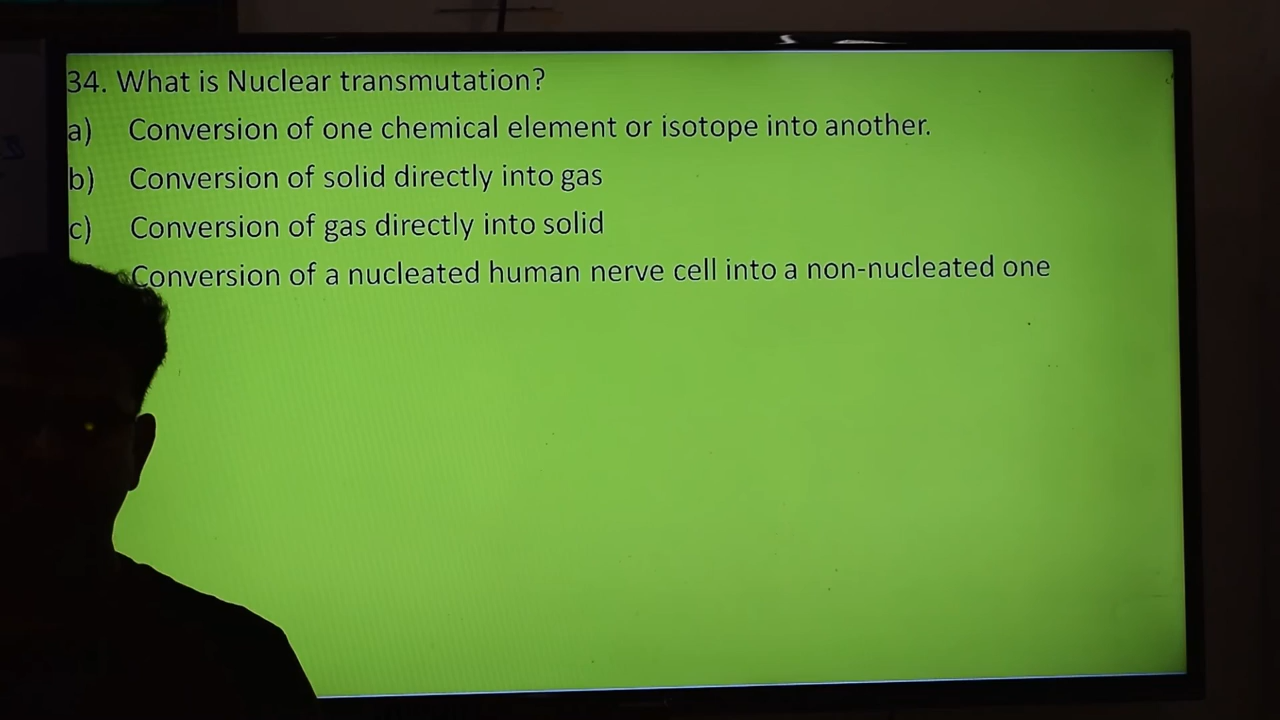 34. What is Nuclear transmutation?
a) Conversion of one chemical element or isotope into another.
b) Conversion of solid directly into gas
c) Conversion of gas directly into solid
Conversion of a nucleated human nerve cell into a non-nucleated one